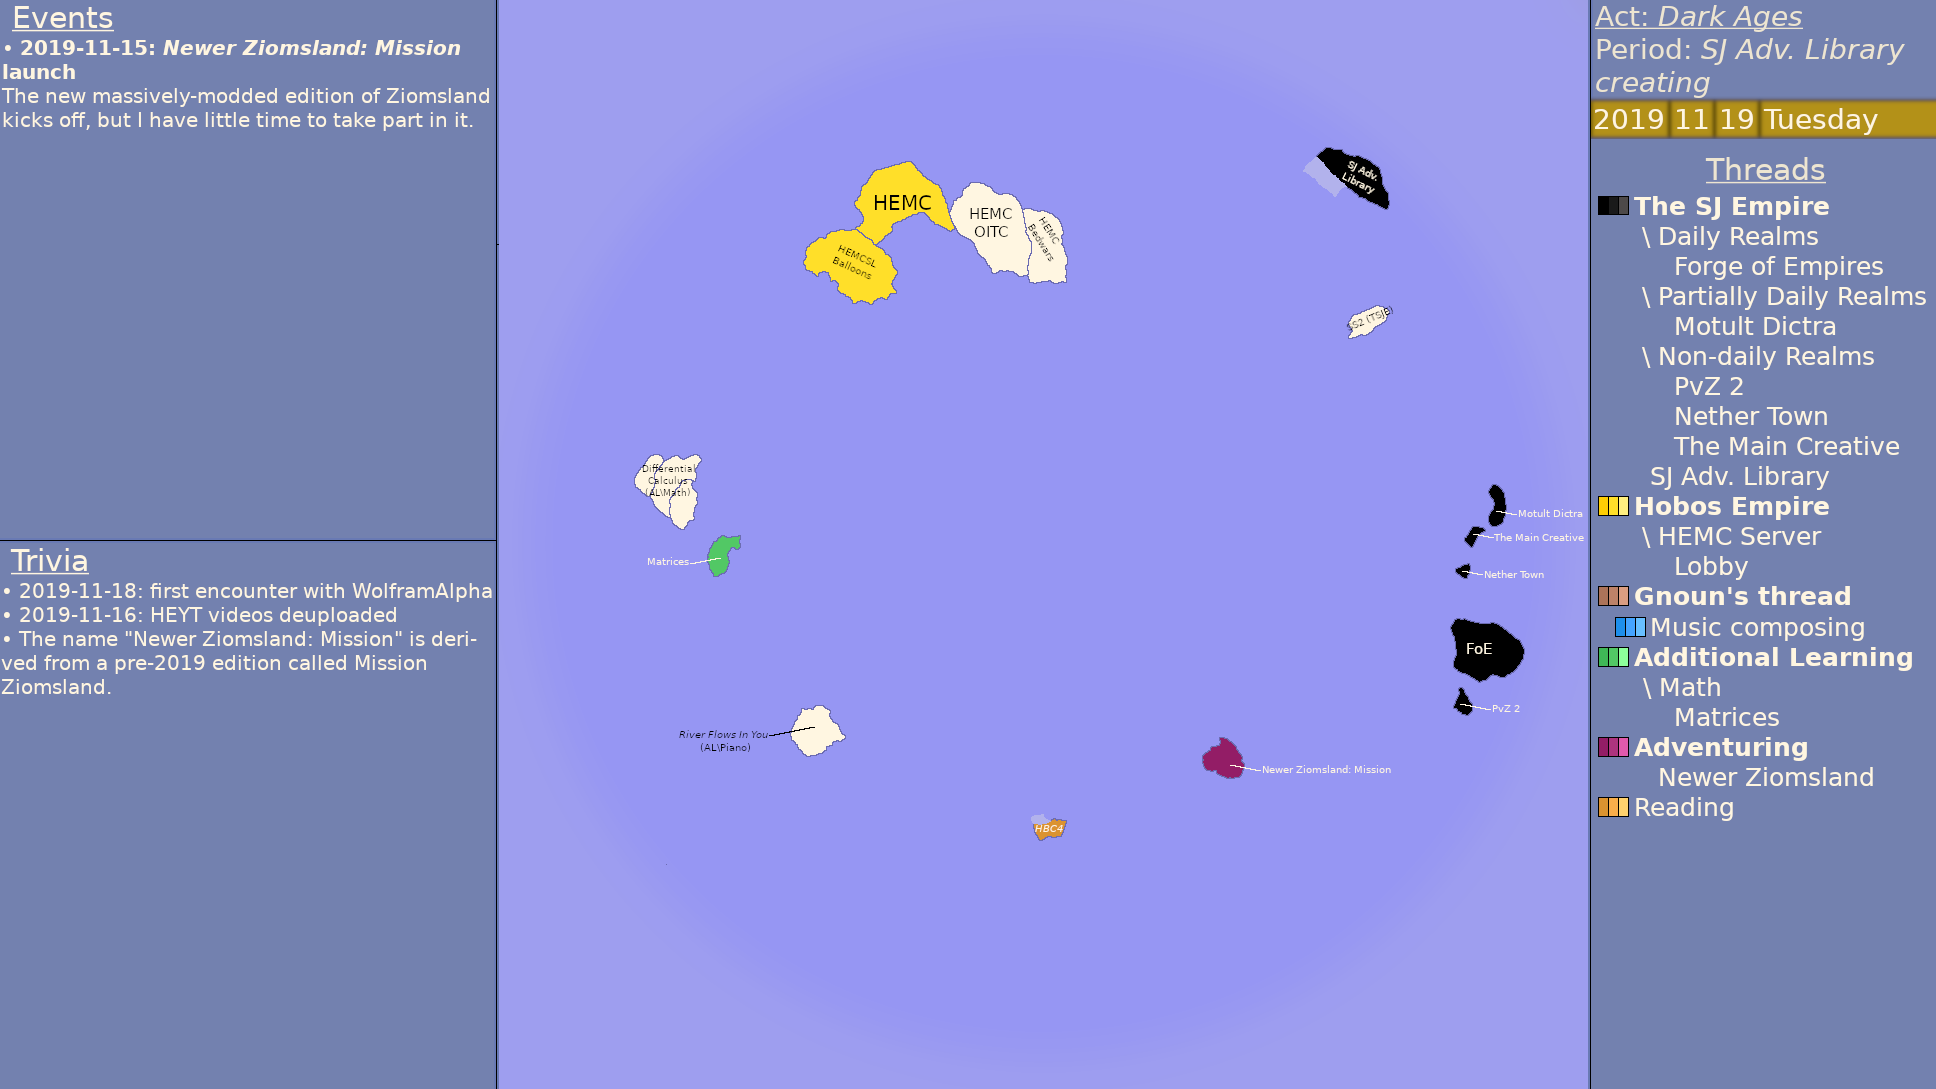 Events
• 2019-11-15: Newer Ziomsland: Mission
launch
The new massively-modded edition of Ziomsland
kicks off, but I have little time to take part in it.
Trivia
• 2019-11-18: first encounter with WolframAlpha
• 2019-11-16: HEYT videos deuploaded
• The name "Newer Ziomsland: Mission" is deri-
ved from a pre-2019 edition called Mission
Ziomsland.
HEMC
HEMCSL
Balloons
HEMC
OITC
HEMC
Bedwars
SJ Adv.
Library
S2 (TSJE)
Differential
Calculus
(AL\Math)
Matrices
Motult Dictra
The Main Creative
Nether Town
FoE
PvZ 2
River Flows In You
(AL\Piano)
Newer Ziomsland: Mission
HBC4
Act: Dark Ages
Period: SJ Adv. Library
creating
2019 11 19 Tuesday
Threads
The SJ Empire
\ Daily Realms
Forge of Empires
\ Partially Daily Realms
Motult Dictra
\ Non-daily Realms
PvZ 2
Nether Town
The Main Creative
SJ Adv. Library
Hobos Empire
\ HEMC Server
Lobby
Gnoun's thread
Music composing
Additional Learning
\ Math
Matrices
Adventuring
Newer Ziomsland
Reading